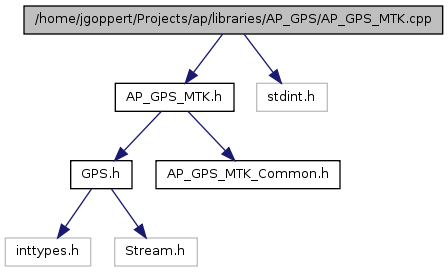 /home/jgoppert/Projects/ap/libraries/AP_GPS/AP_GPS_MTK.cpp
AP_GPS_MTK.h
stdint.h
GPS.h
AP_GPS_MTK_Common.h
inttypes.h
Stream.h